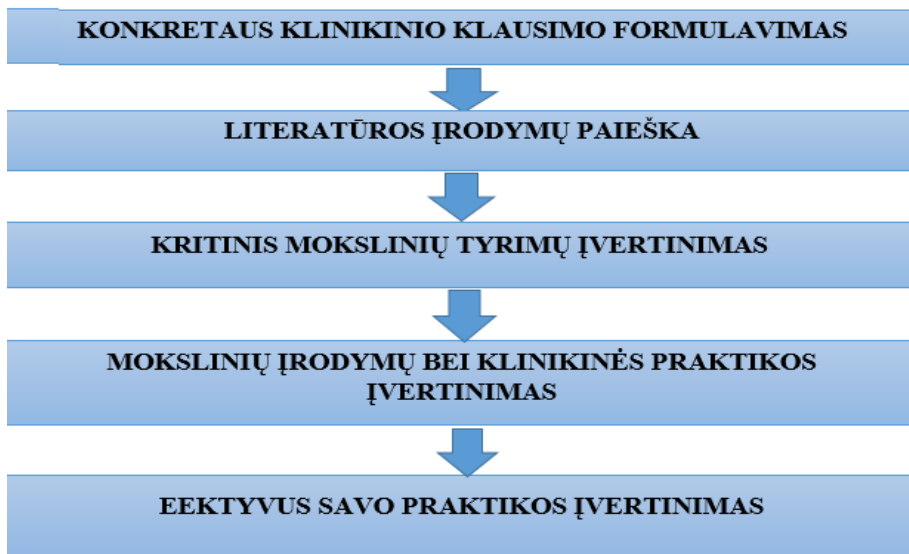 KONKRETAUS KLINIKINIO KLAUSIMO FORMULAVIMAS
LITERATŪROS ĮRODYMŲ PAIEŠKA
KRITINIS MOKSLINIŲ TYRIMŲ ĮVERTINIMAS
MOKSLINIŲ ĮRODYMŲ BEI KLINIKINĖS PRAKTIKOS
ĮVERTINIMAS
EEKTYVUS SAVO PRAKTIKOS ĮVERTINIMAS